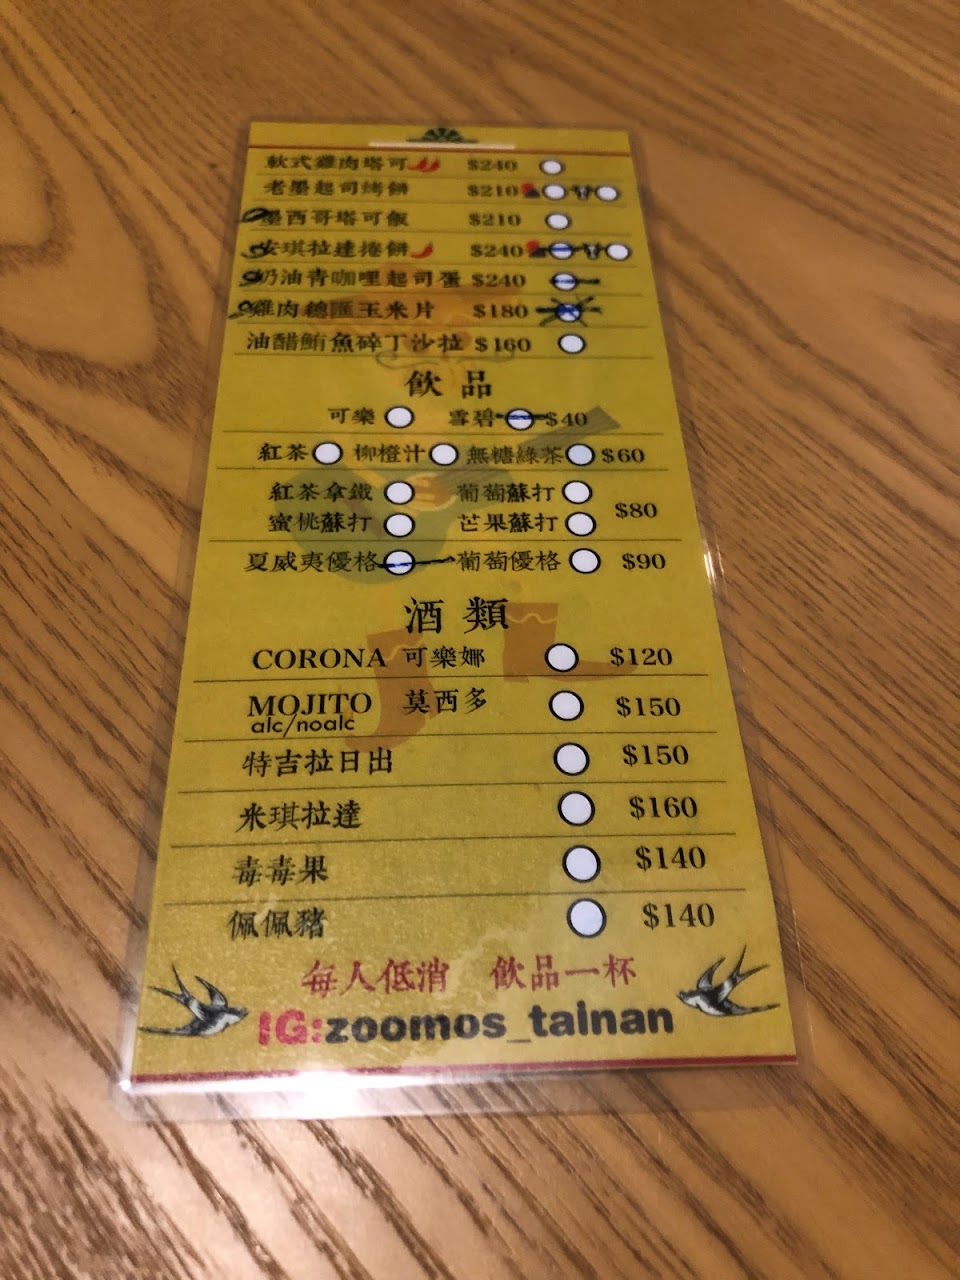 軟式雞肉塔可 $240
老墨起司烤餅 $210
墨西哥塔可飯 $210
安琪拉達捲餅 $240
奶油青咖哩起司蛋 $240
雞肉總匯玉米片 $180
油醋鮪魚碎丁沙拉 $160
飲品
可樂 雪碧 $40
紅茶 柳橙汁 無糖綠茶 $60
紅茶拿鐵 葡萄蘇打
$80
蜜桃蘇打 芒果蘇打
夏威夷優格 葡萄優格 $90
酒類
CORONA 可樂娜 $120
MOJITO 莫西多 $150
alc/noalc
特吉拉日出 $150
米琪拉達 $160
毒毒果 $140
佩佩豬 $140
每人低消 飲品一杯
IG:zoomos_tainan